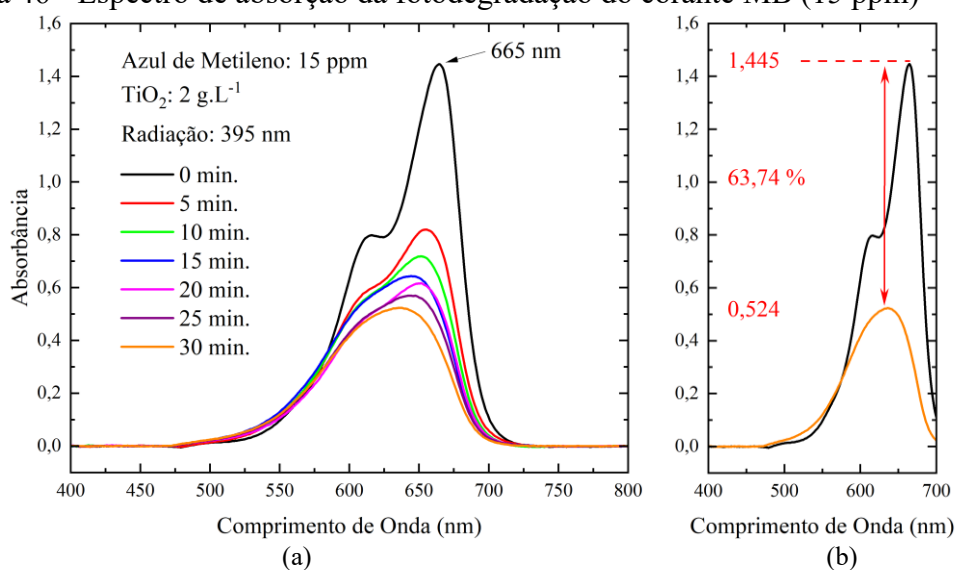 a 40 - Espectro de absorção da fotodegradação do corante MB (15 ppm)
Azul de Metileno: 15 ppm
TiO₂: 2 g.L⁻¹
Radiação: 395 nm
0 min.
5 min.
10 min.
15 min.
20 min.
25 min.
30 min.
665 nm
Absorbância
1,6
1,4
1,2
1,0
0,8
0,6
0,4
0,2
0,0
400 450 500 550 600 650 700 750 800
Comprimento de Onda (nm)
(a)
1,6
1,4
1,2
1,0
0,8
0,6
0,4
0,2
0,0
1,445
63,74 %
0,524
400 500 600 700
Comprimento de Onda (nm)
(b)